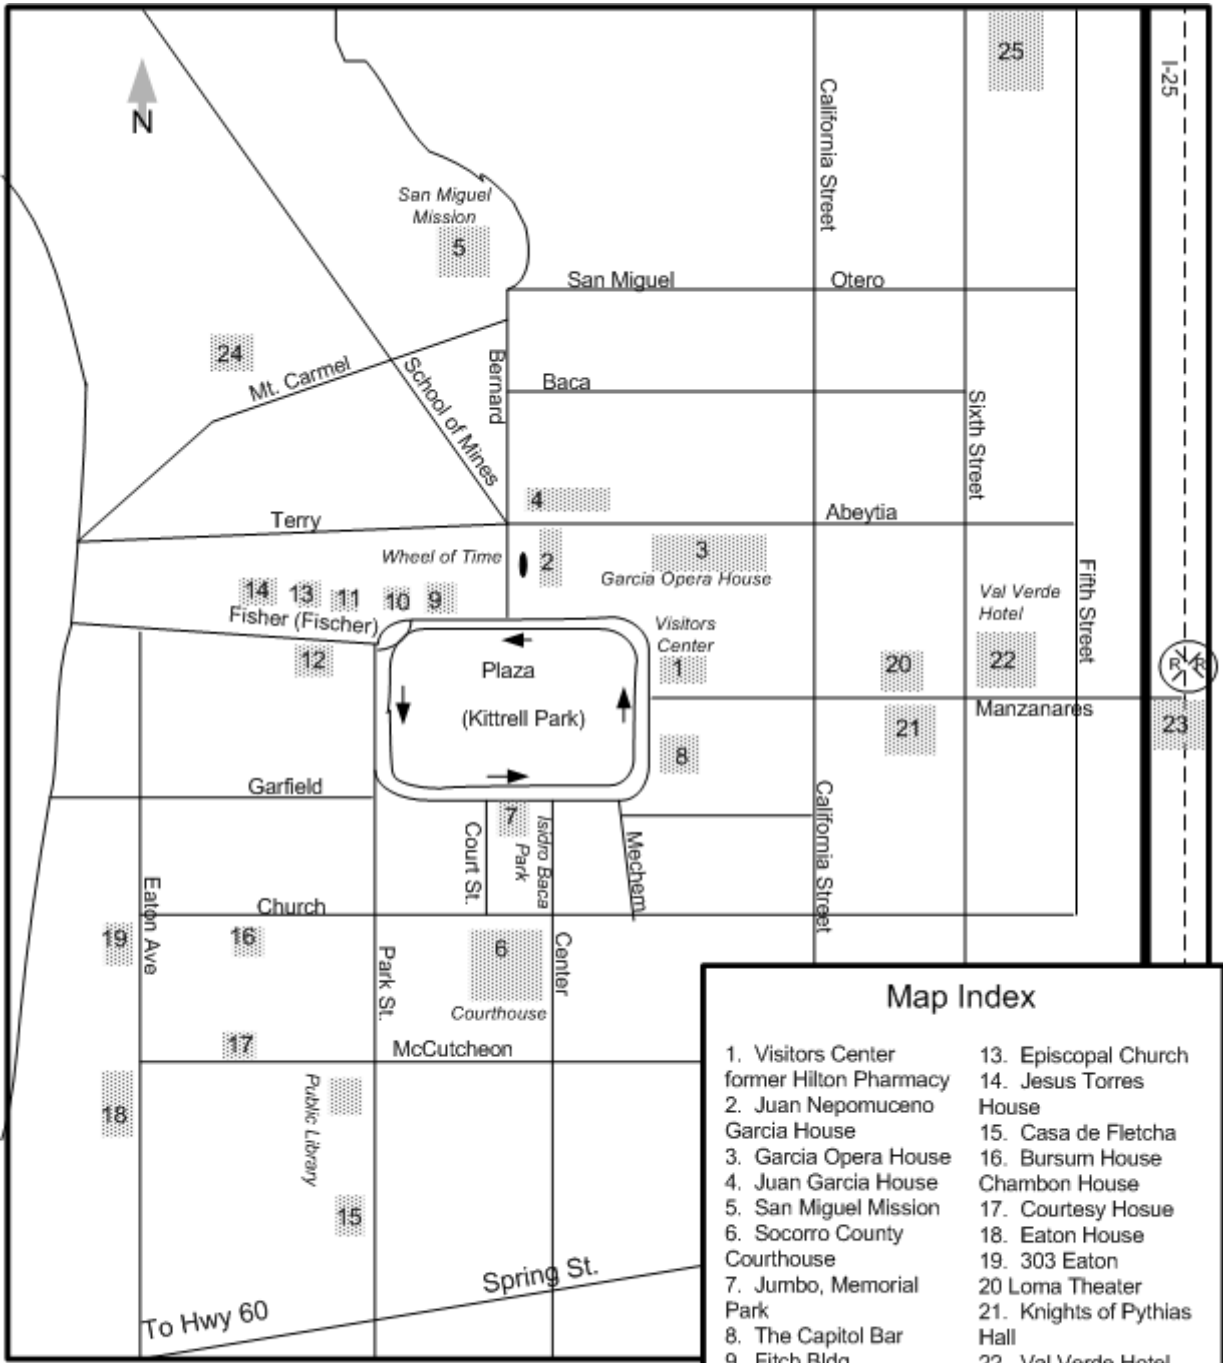 25
I-25
N
California Street
San Miguel
Mission
5
San Miguel
Otero
24
Mt. Carmel
School of Mines
Bernard
Baca
Sixth Street
4
Terry
Abeytia
Wheel of Time
2
3
Garcia Opera House
Fifth Street
14
13
11
10
9
Fisher (Fischer)
Val Verde
Hotel
Visitors
Center
12
Plaza
1
20
22
R R
(Kittrell Park)
Manzanares
8
21
23
Garfield
7
Court St.
Isidro Baca
Park
Mechem
California Street
Eaton Ave
Church
19
16
Park St.
6
Center
Courthouse
17
McCutcheon
18
Public Library
15
Spring St.
To Hwy 60
Map Index
1. Visitors Center
former Hilton Pharmacy
2. Juan Nepomuceno
Garcia House
3. Garcia Opera House
4. Juan Garcia House
5. San Miguel Mission
6. Socorro County
Courthouse
7. Jumbo, Memorial
Park
8. The Capitol Bar
9. Fitch Bldg
13. Episcopal Church
14. Jesus Torres
House
15. Casa de Fletcha
16. Bursum House
Chambon House
17. Courtesy Hosue
18. Eaton House
19. 303 Eaton
20 Loma Theater
21. Knights of Pythias
Hall
22. Val Verde Hotel